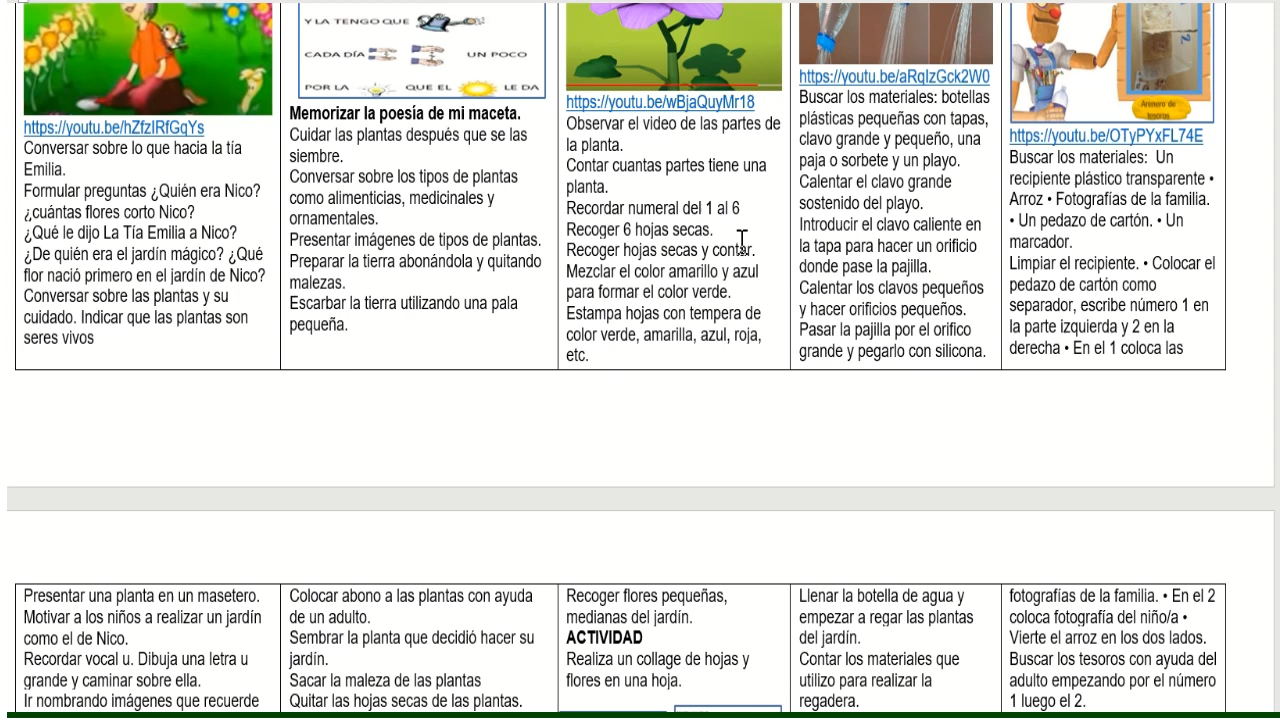 https://youtu.be/hZfzIRfGqYs
Conversar sobre lo que hacia la tía
Emilia.
Formular preguntas ¿Quién era Nico?
¿cuántas flores corto Nico?
¿Qué le dijo La Tía Emilia a Nico?
¿De quién era el jardín mágico? ¿Qué
flor nació primero en el jardín de Nico?
Conversar sobre las plantas y su
cuidado. Indicar que las plantas son
seres vivos
Y LA TENGO QUE
CADA DÍA UN POCO
POR LA QUE EL LE DA
Memorizar la poesía de mi maceta.
Cuidar las plantas después que se las
siembre.
Conversar sobre los tipos de plantas
como alimenticias, medicinales y
ornamentales.
Presentar imágenes de tipos de plantas.
Preparar la tierra abonándola y quitando
malezas.
Escarbar la tierra utilizando una pala
pequeña.
https://youtu.be/wBjaQuyMr18
Observar el video de las partes de
la planta.
Contar cuantas partes tiene una
planta.
Recordar numeral del 1 al 6
Recoger 6 hojas secas.
Recoger hojas secas y contar.
Mezclar el color amarillo y azul
para formar el color verde.
Estampa hojas con tempera de
color verde, amarilla, azul, roja,
etc.
https://youtu.be/aRqIzGck2W0
Buscar los materiales: botellas
plásticas pequeñas con tapas,
clavo grande y pequeño, una
paja o sorbete y un playo.
Calentar el clavo grande
sostenido del playo.
Introducir el clavo caliente en
la tapa para hacer un orificio
donde pase la pajilla.
Calentar los clavos pequeños
y hacer orificios pequeños.
Pasar la pajilla por el orifico
grande y pegarlo con silicona.
2
Arenero de
tesoros
https://youtu.be/OTyPYxFL74E
Buscar los materiales: Un
recipiente plástico transparente •
Arroz • Fotografías de la familia.
• Un pedazo de cartón. • Un
marcador.
Limpiar el recipiente. • Colocar el
pedazo de cartón como
separador, escribe número 1 en
la parte izquierda y 2 en la
derecha • En el 1 coloca las
Presentar una planta en un masetero.
Motivar a los niños a realizar un jardín
como el de Nico.
Recordar vocal u. Dibuja una letra u
grande y caminar sobre ella.
Ir nombrando imágenes que recuerde
Colocar abono a las plantas con ayuda
de un adulto.
Sembrar la planta que decidió hacer su
jardín.
Sacar la maleza de las plantas
Quitar las hojas secas de las plantas.
Recoger flores pequeñas,
medianas del jardín.
ACTIVIDAD
Realiza un collage de hojas y
flores en una hoja.
Llenar la botella de agua y
empezar a regar las plantas
del jardín.
Contar los materiales que
utilizo para realizar la
regadera.
fotografías de la familia. • En el 2
coloca fotografía del niño/a •
Vierte el arroz en los dos lados.
Buscar los tesoros con ayuda del
adulto empezando por el número
1 luego el 2.